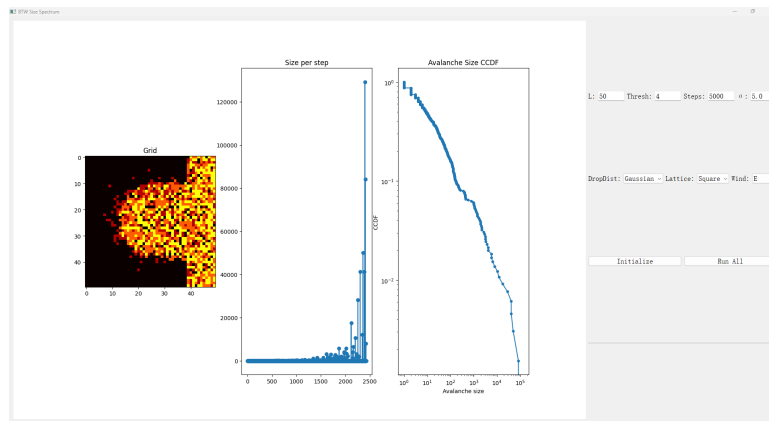 BTW Size Spectrum
Size per step
Avalanche Size CCDF
Grid
0
10
20
30
40
0 10 20 30 40
120000
100000
80000
60000
40000
20000
0
0 500 1000 1500 2000 2500
CCDF
10⁰
10⁻¹
10⁻²
10⁰ 10¹ 10² 10³ 10⁴ 10⁵
Avalanche size
L: 50 Thresh: 4 Steps: 5000 σ: 5.0
DropDist: Gaussian Lattice: Square Wind: E
Initialize Run All